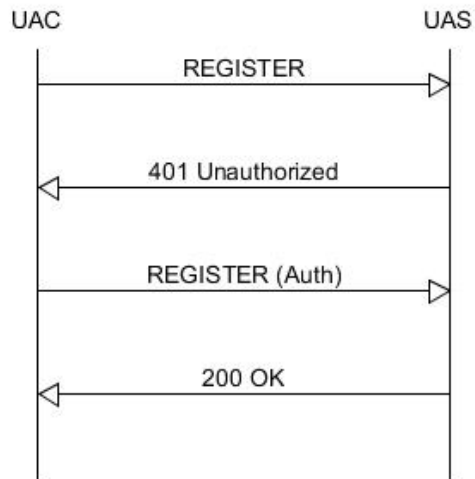 UAC UAS
REGISTER
401 Unauthorized
REGISTER (Auth)
200 OK